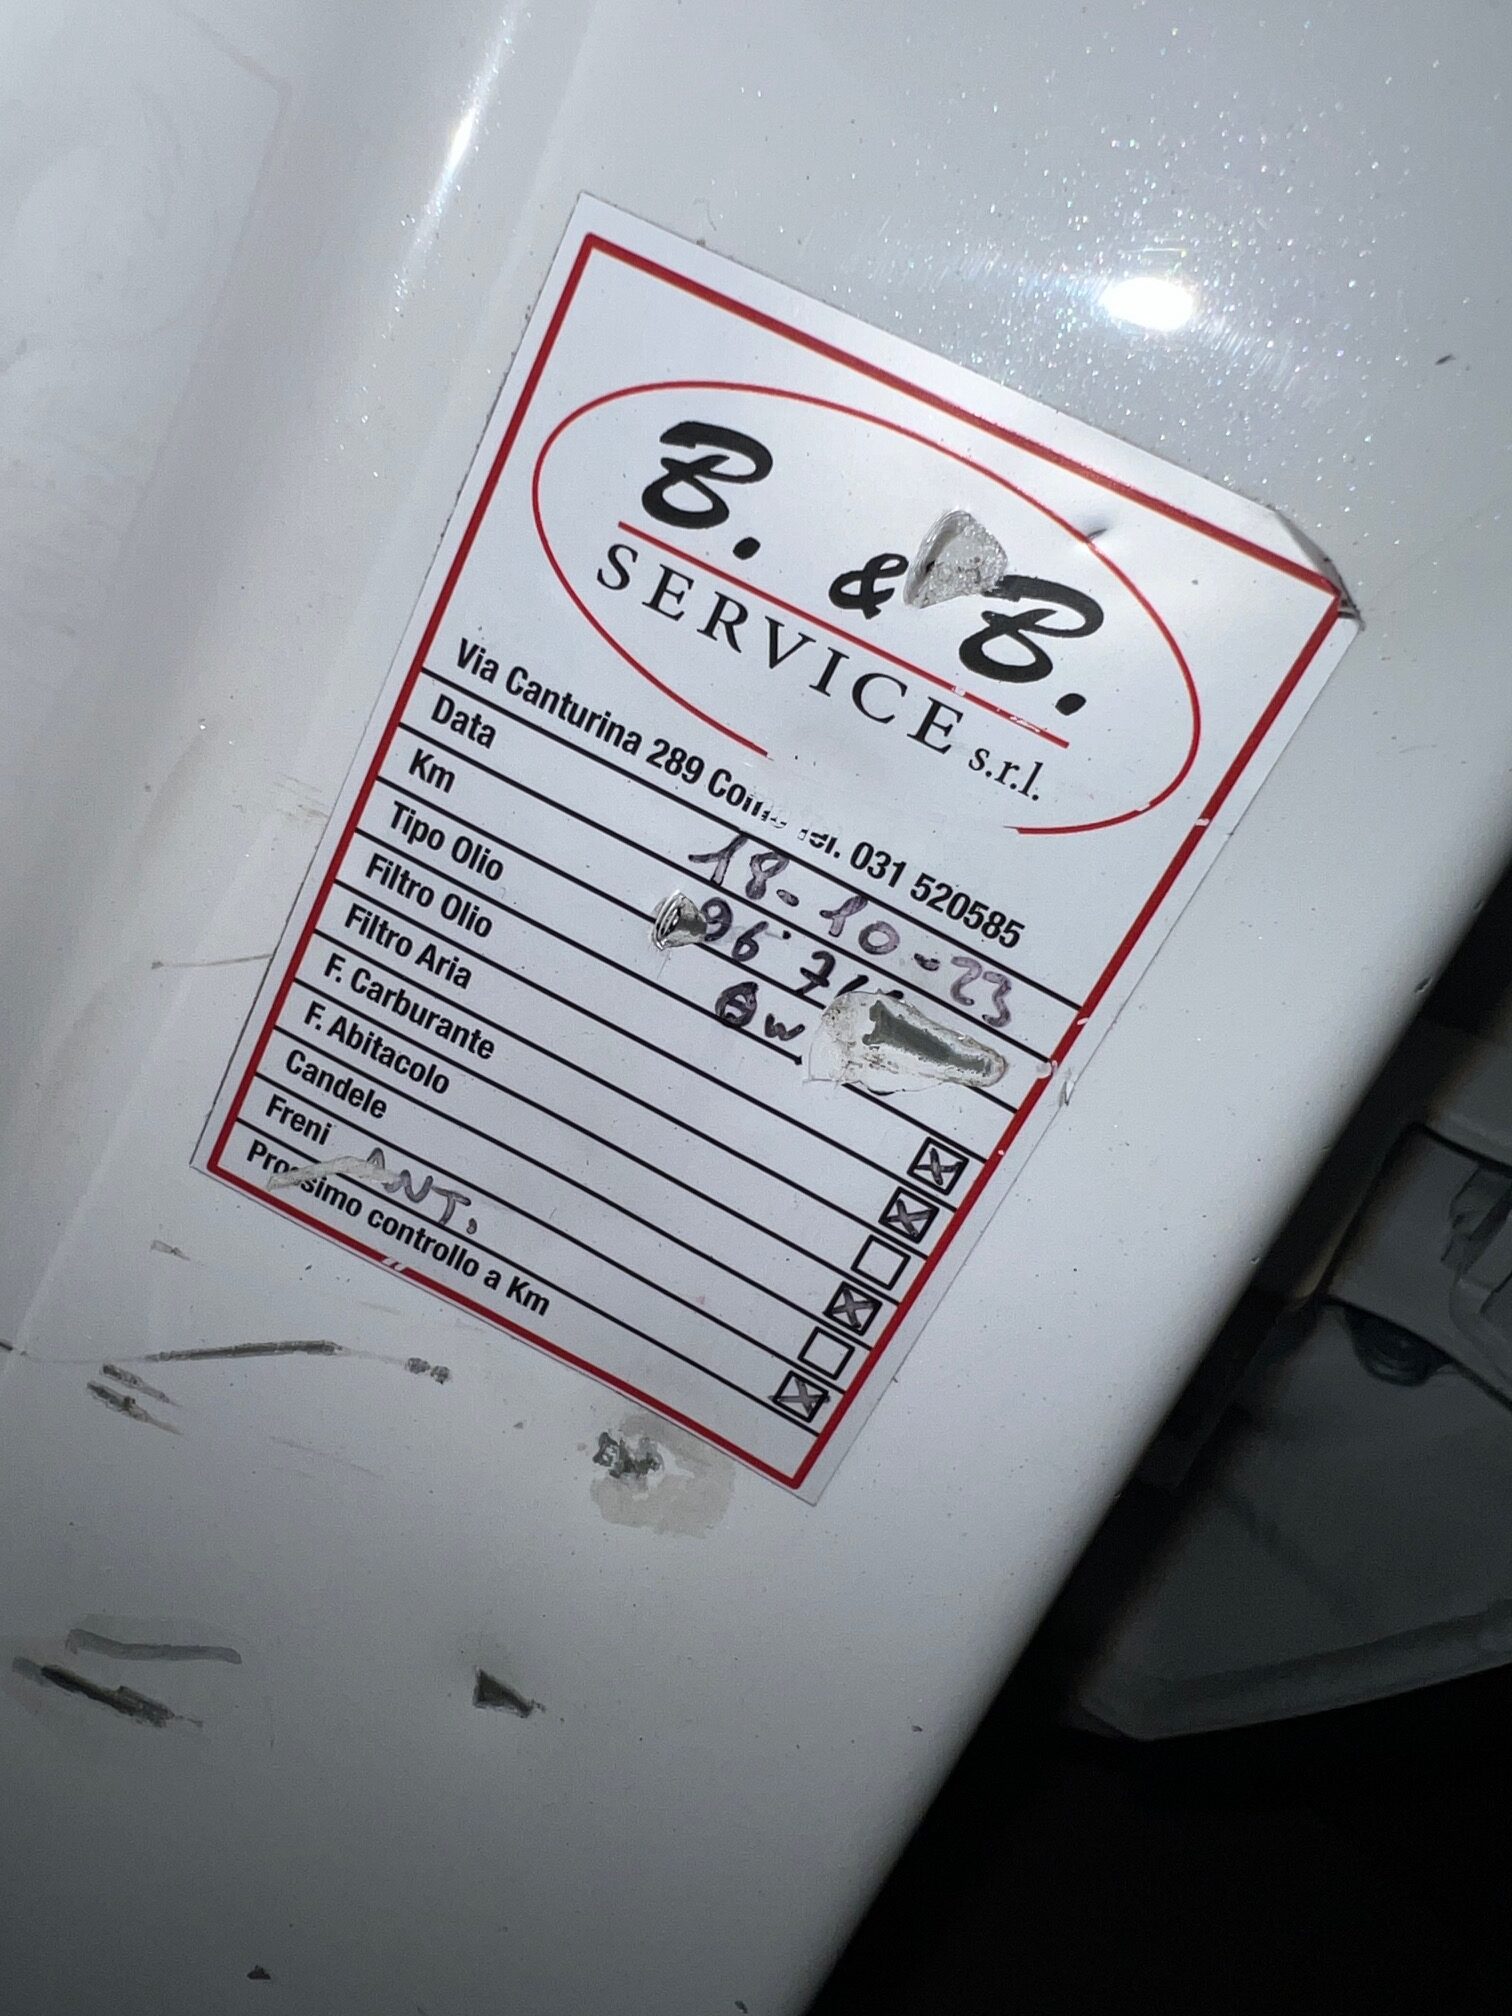 B. & B.
SERVICE s.r.l.
Via Canturina 289 Como Tel. 031 520585
Data 18-10-23
Km 96.
Tipo Olio
Filtro Olio
Filtro Aria
F. Carburante
F. Abitacolo
Candele
Freni ANT.
Prossimo controllo a Km